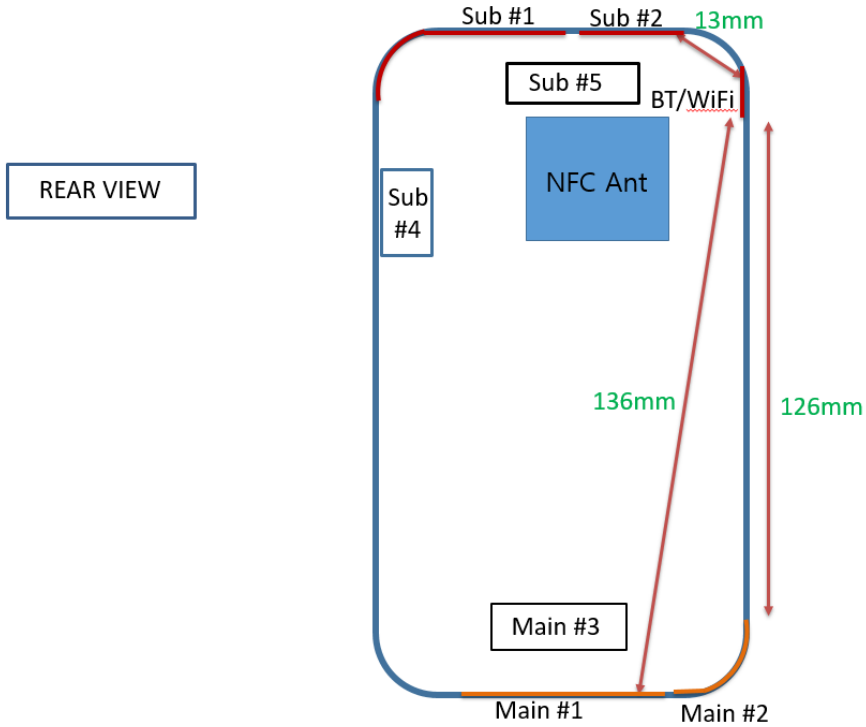 Sub #1
Sub #2
13mm
Sub #5
BT/WiFi
REAR VIEW
Sub
#4
NFC Ant
136mm
126mm
Main #3
Main #1
Main #2